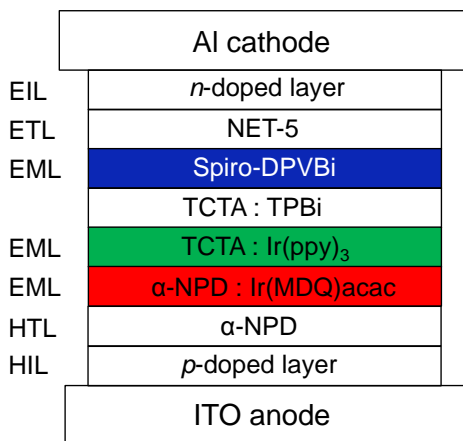 Al cathode
EIL n-doped layer
ETL NET-5
EML Spiro-DPVBi
TCTA : TPBi
EML TCTA : Ir(ppy)₃
EML α-NPD : Ir(MDQ)acac
HTL α-NPD
HIL p-doped layer
ITO anode